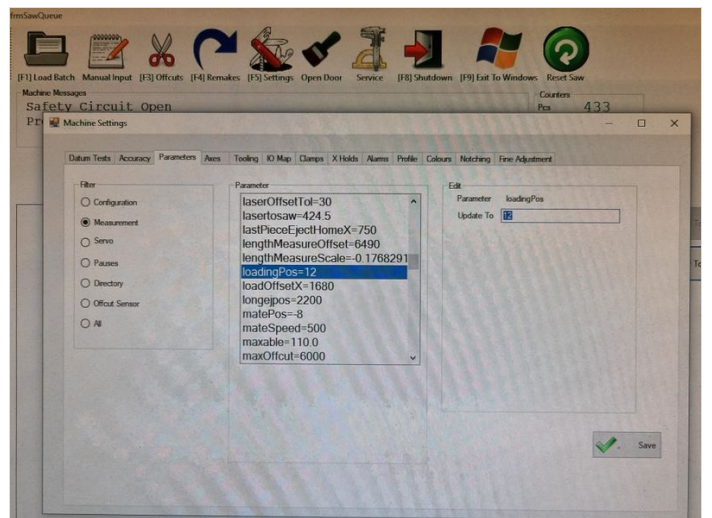 frmSawQueue
[F1] Load Batch Manual Input [F3] Offcuts [F4] Remakes [F5] Settings Open Door Service [F8] Shutdown [F9] Exit To Windows Reset Saw
Machine Messages
Safety Circuit Open
Counters
Pcs 433
Machine Settings
Datum Tests Accuracy Parameters Axes Tooling IO Map Clamps X Holds Alarms Profile Colours Notching Fine Adjustment
Filter
Configuration
Measurement
Servo
Pauses
Directory
Offcut Sensor
All
Parameter
laserOffsetTol=30
lasertosaw=424.5
lastPieceEjectHomeX=750
lengthMeasureOffset=6490
lengthMeasureScale=-0.1768291
loadingPos=12
loadOffsetX=1680
longejpos=2200
matePos=-8
mateSpeed=500
maxable=110.0
maxOffcut=6000
Edit
Parameter loadingPos
Update To 12
Save